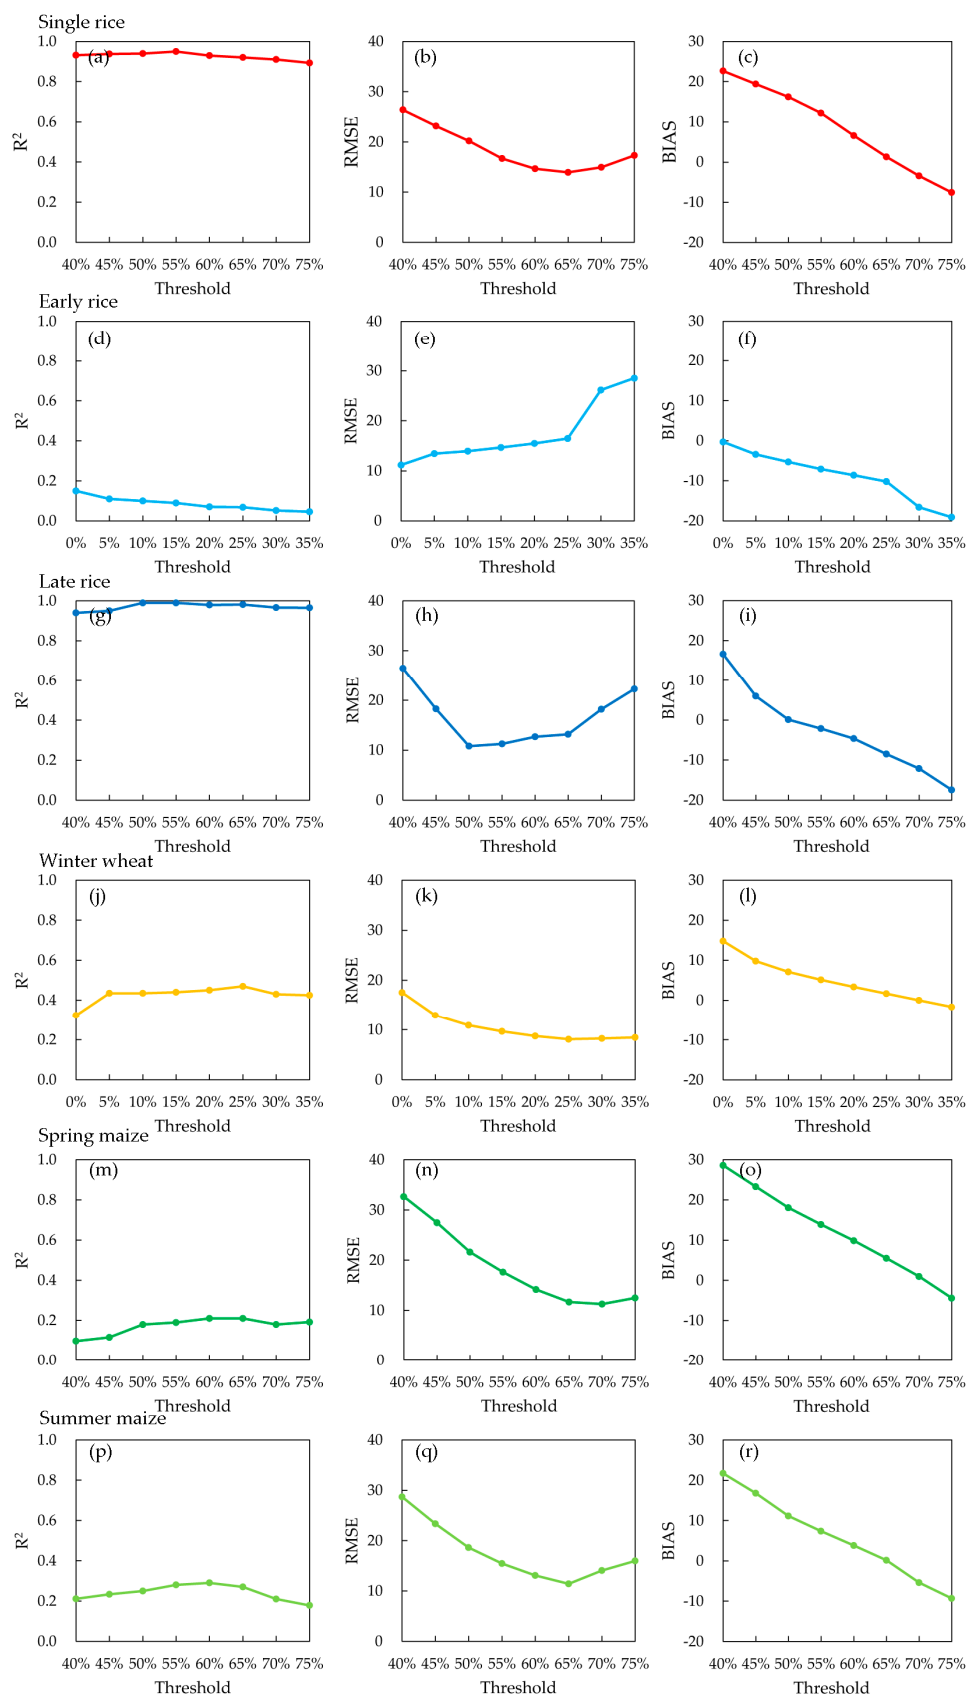 Single rice
1.0 0.8 0.6 0.4 0.2 0.0
R²
(a)
40% 45% 50% 55% 60% 65% 70% 75%
Threshold
40 30 20 10 0
RMSE
(b)
40% 45% 50% 55% 60% 65% 70% 75%
Threshold
30 20 10 0 -10 -20
BIAS
(c)
40% 45% 50% 55% 60% 65% 70% 75%
Threshold
Early rice
1.0 0.8 0.6 0.4 0.2 0.0
R²
(d)
0% 5% 10% 15% 20% 25% 30% 35%
Threshold
40 30 20 10 0
RMSE
(e)
0% 5% 10% 15% 20% 25% 30% 35%
Threshold
30 20 10 0 -10 -20
BIAS
(f)
0% 5% 10% 15% 20% 25% 30% 35%
Threshold
Late rice
1.0 0.8 0.6 0.4 0.2 0.0
R²
(g)
40% 45% 50% 55% 60% 65% 70% 75%
Threshold
40 30 20 10 0
RMSE
(h)
40% 45% 50% 55% 60% 65% 70% 75%
Threshold
30 20 10 0 -10 -20
BIAS
(i)
40% 45% 50% 55% 60% 65% 70% 75%
Threshold
Winter wheat
1.0 0.8 0.6 0.4 0.2 0.0
R²
(j)
0% 5% 10% 15% 20% 25% 30% 35%
Threshold
40 30 20 10 0
RMSE
(k)
0% 5% 10% 15% 20% 25% 30% 35%
Threshold
30 20 10 0 -10 -20
BIAS
(l)
0% 5% 10% 15% 20% 25% 30% 35%
Threshold
Spring maize
1.0 0.8 0.6 0.4 0.2 0.0
R²
(m)
40% 45% 50% 55% 60% 65% 70% 75%
Threshold
40 30 20 10 0
RMSE
(n)
40% 45% 50% 55% 60% 65% 70% 75%
Threshold
30 20 10 0 -10 -20
BIAS
(o)
40% 45% 50% 55% 60% 65% 70% 75%
Threshold
Summer maize
1.0 0.8 0.6 0.4 0.2 0.0
R²
(p)
40% 45% 50% 55% 60% 65% 70% 75%
Threshold
40 30 20 10 0
RMSE
(q)
40% 45% 50% 55% 60% 65% 70% 75%
Threshold
30 20 10 0 -10 -20
BIAS
(r)
40% 45% 50% 55% 60% 65% 70% 75%
Threshold